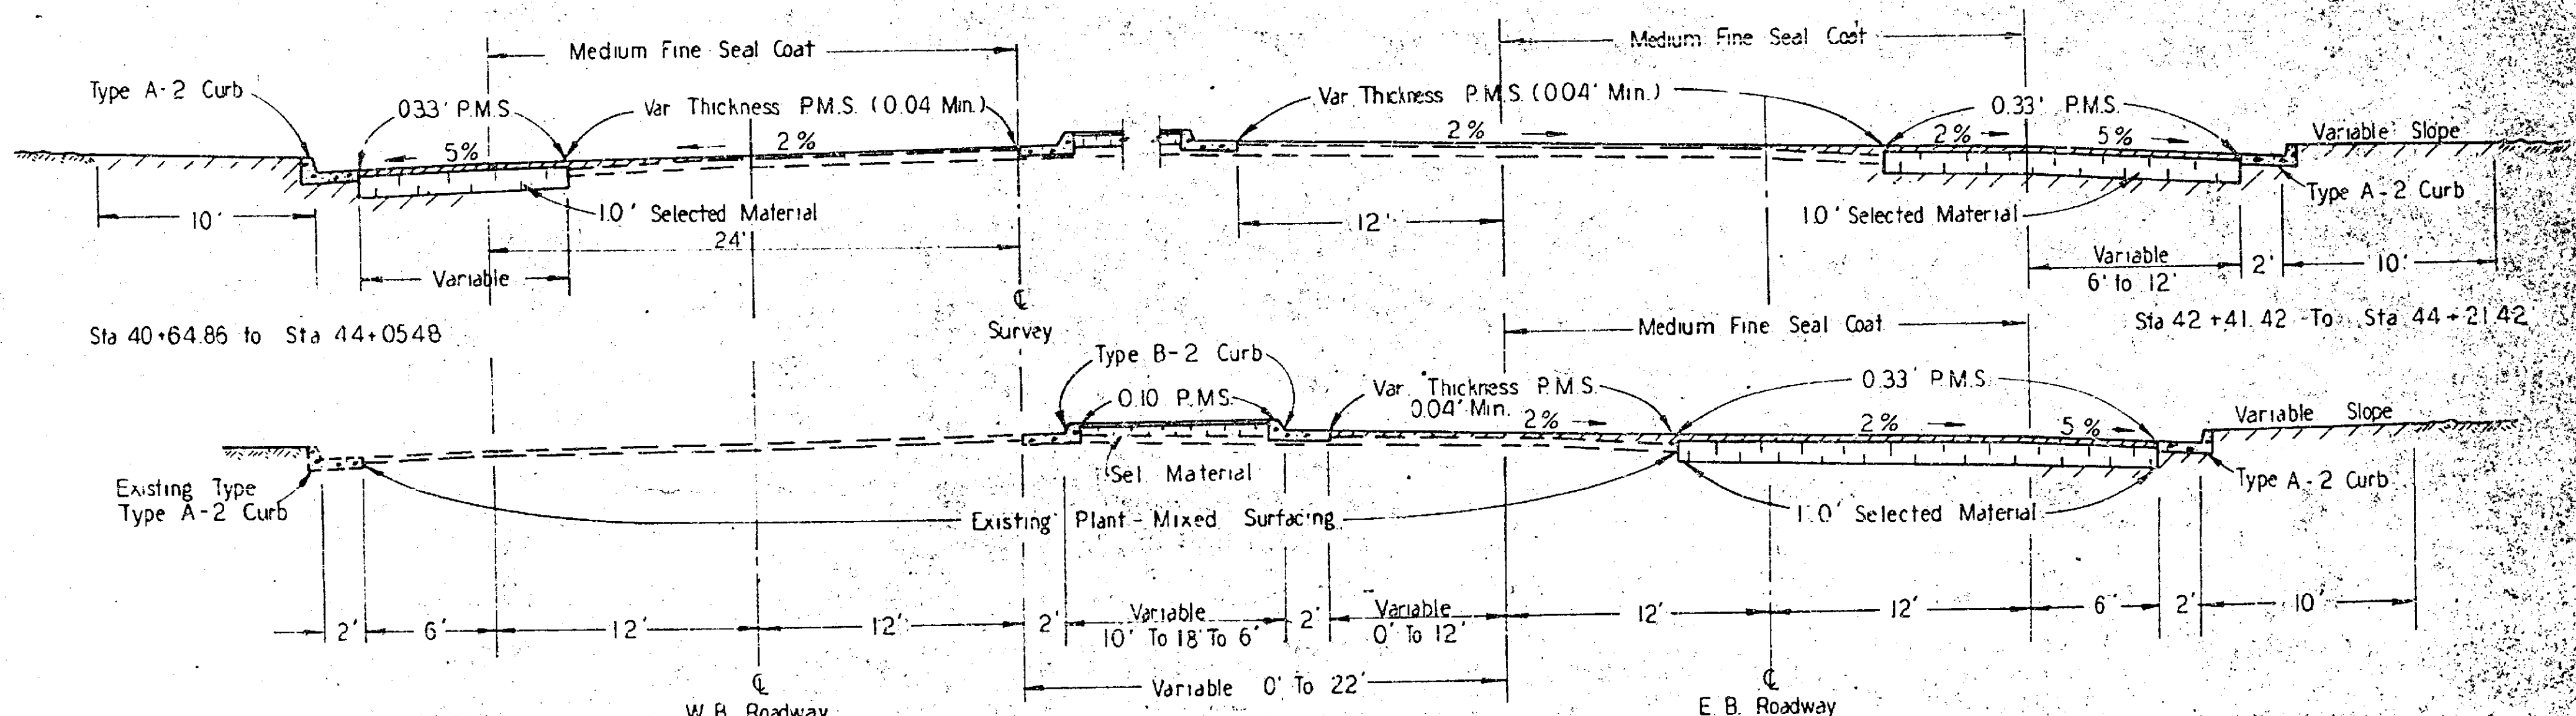 Medium Fine Seal Coat
Medium Fine Seal Coat
Type A-2 Curb
033' P.M.S.
Var Thickness P.M.S. (0.04 Min.)
Var. Thickness P.M.S. (004' Min.)
0.33' P.M.S.
5%
2%
2%
2%
5%
Variable Slope
10'
1.0' Selected Material
24'
Variable
12'
1.0' Selected Material
Type A-2 Curb
Variable
6' to 12'
2'
10'
℄
Survey
Sta 40+64.86 to Sta 44+0548
Medium Fine Seal Coat
Sta 42+41.42 To Sta 44+21.42
Type B-2 Curb
0.10 P.M.S.
Var. Thickness P.M.S.
0.04' Min.
2%
0.33' P.M.S.
2%
5%
Variable Slope
Existing Type
Type A-2 Curb
Sel. Material
Existing Plant-Mixed Surfacing
1.0' Selected Material
Type A-2 Curb
2'
6'
12'
12'
2'
Variable
10' To 18' To 6'
2'
Variable
0' To 12'
12'
12'
6'
2'
10'
Variable 0' To 22'
℄
W.B. Roadway
℄
E.B. Roadway